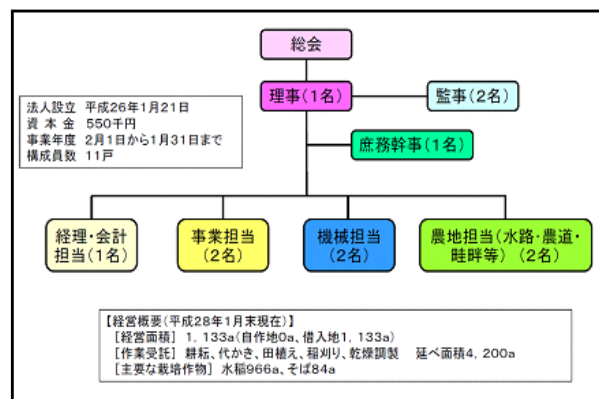 総会
理事(1名)
監事(2名)
法人設立 平成26年1月21日
資本金 550千円
事業年度 2月1日から1月31日まで
構成員数 11戸
庶務幹事(1名)
経理・会計
担当(1名)
事業担当
(2名)
機械担当
(2名)
農地担当(水路・農道・
畦畔等) (2名)
【経営概要(平成28年1月末現在)】
[経営面積] 1,133a(自作地0a、借入地1,133a)
[作業受託] 耕耘、代かき、田植え、稲刈り、乾燥調製 延べ面積4,200a
[主要な栽培作物] 水稲966a、そば84a